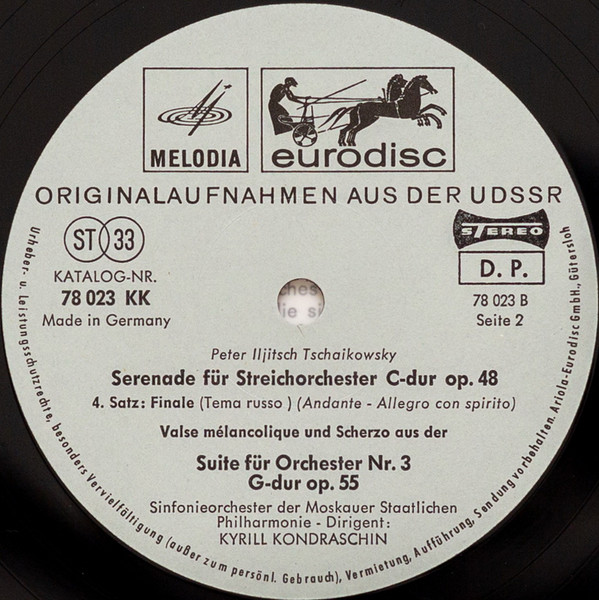 MELODIA
eurodisc
ORIGINALAUFNAHMEN AUS DER UDSSR
ST 33
STEREO
KATALOG-NR.
D. P.
78 023 KK
78 023 B
Made in Germany
Seite 2
ches
ie si
Peter Iljitsch Tschaikowsky
Serenade für Streichorchester C-dur op. 48
4. Satz: Finale (Tema russo ) (Andante - Allegro con spirito)
Valse mélancolique und Scherzo aus der
Suite für Orchester Nr. 3
G-dur op. 55
Sinfonieorchester der Moskauer Staatlichen
Philharmonie - Dirigent:
KYRILL KONDRASCHIN
Urheber- u. Leistungsschutzrechte, besonders Vervielfältigung (außer zum persönl. Gebrauch), Vermietung, Aufführung, Sendung vorbehalten. Ariola-Eurodisc GmbH., Gütersloh